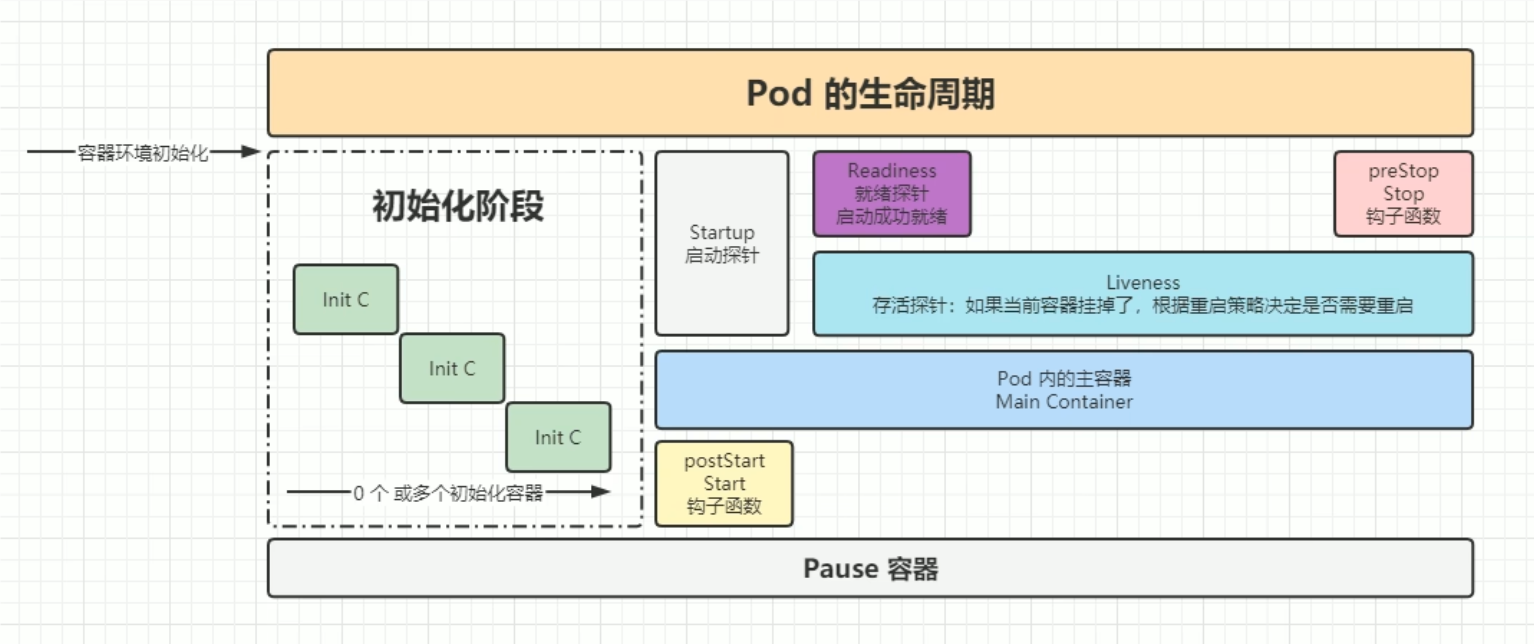 Pod 的生命周期
容器环境初始化
初始化阶段
Init C
Init C
Init C
0 个 或多个初始化容器
Startup
启动探针
Readiness
就绪探针
启动成功就绪
preStop
Stop
钩子函数
Liveness
存活探针：如果当前容器挂掉了，根据重启策略决定是否需要重启
Pod 内的主容器
Main Container
postStart
Start
钩子函数
Pause 容器